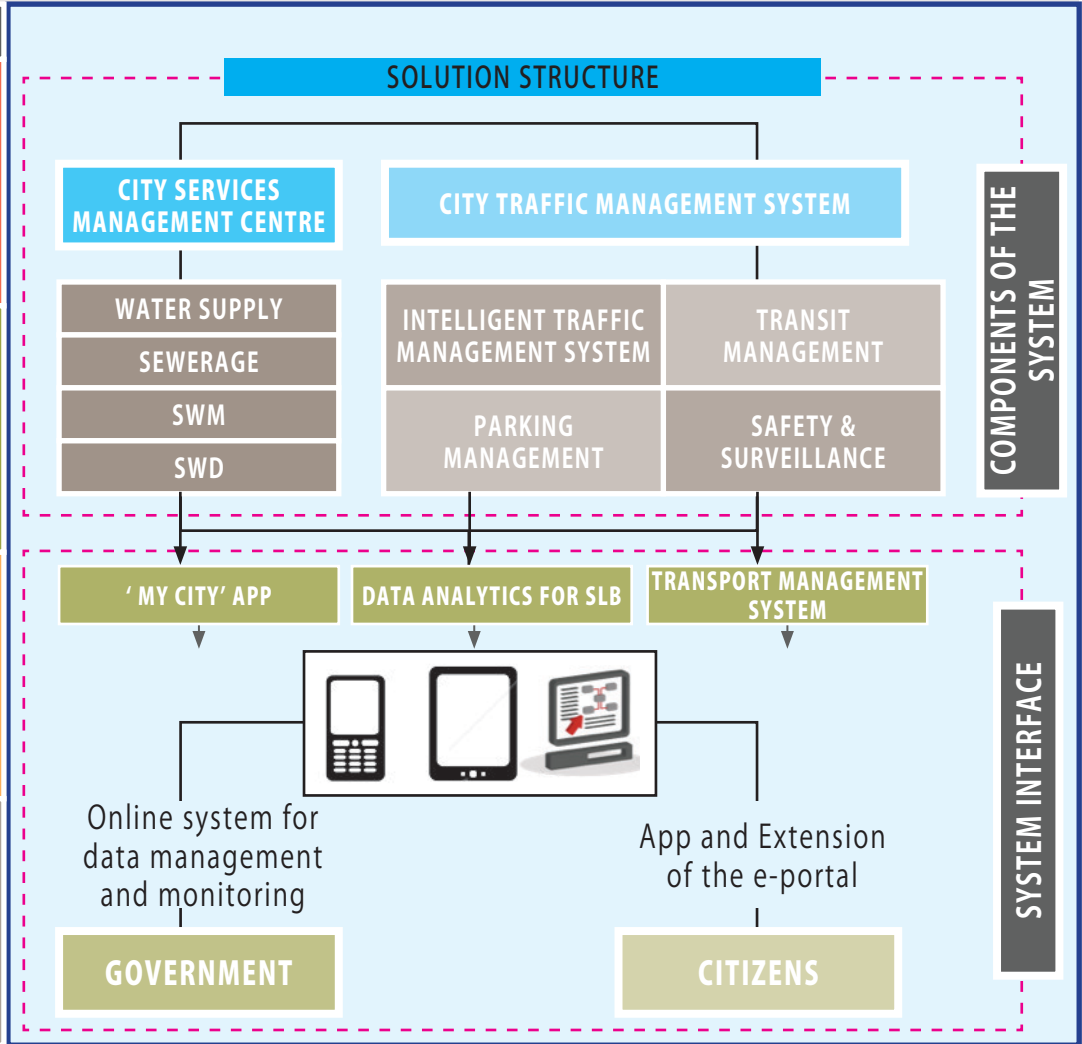 SOLUTION STRUCTURE
CITY SERVICES
MANAGEMENT CENTRE
CITY TRAFFIC MANAGEMENT SYSTEM
WATER SUPPLY
SEWERAGE
SWM
SWD
INTELLIGENT TRAFFIC
MANAGEMENT SYSTEM
TRANSIT
MANAGEMENT
PARKING
MANAGEMENT
SAFETY &
SURVEILLANCE
COMPONENTS OF THE
SYSTEM
' MY CITY' APP
DATA ANALYTICS FOR SLB
TRANSPORT MANAGEMENT
SYSTEM
Online system for
data management
and monitoring
App and Extension
of the e-portal
GOVERNMENT
CITIZENS
SYSTEM INTERFACE